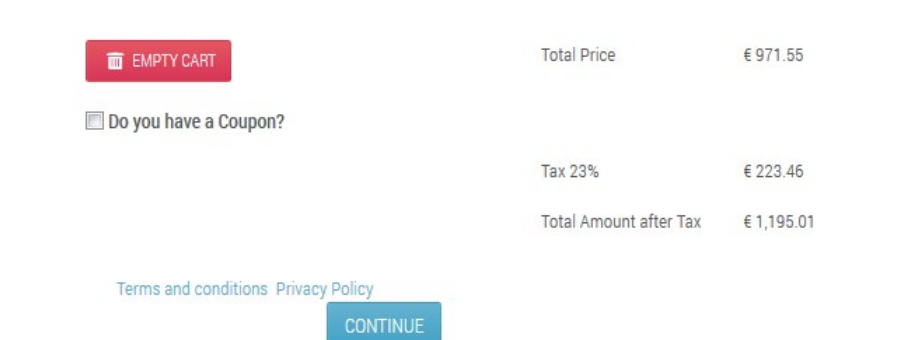 EMPTY CART
Total Price € 971.55
Do you have a Coupon?
Tax 23% € 223.46
Total Amount after Tax € 1,195.01
Terms and conditions Privacy Policy
CONTINUE